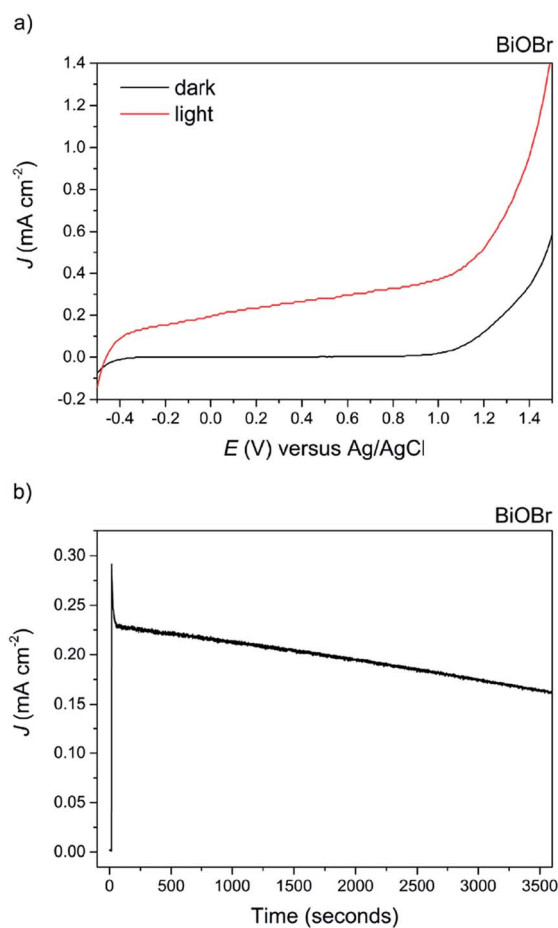 a)
BiOBr
dark
light
1.4
1.2
1.0
0.8
0.6
0.4
0.2
0.0
-0.2
J (mA cm-2)
-0.4 -0.2 0.0 0.2 0.4 0.6 0.8 1.0 1.2 1.4
E (V) versus Ag/AgCl
b)
BiOBr
0.30
0.25
0.20
0.15
0.10
0.05
0.00
J (mA cm-2)
0 500 1000 1500 2000 2500 3000 3500
Time (seconds)